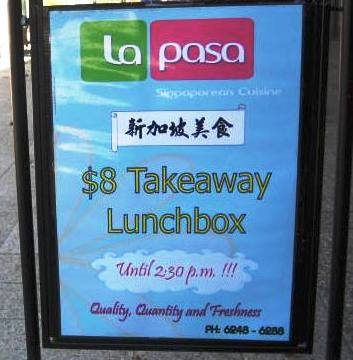 La pasa
Singaporean Cuisine
新加坡美食
$8 Takeaway
Lunchbox
Until 2:30 p.m. !!!
Quality, Quantity and Freshness
PH: 6248 - 6288